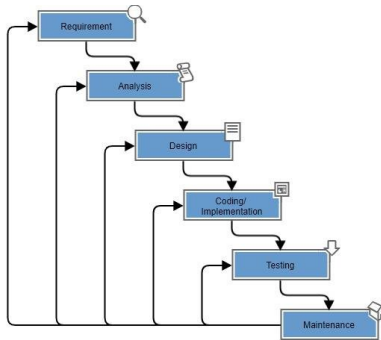 Requirement
Analysis
Design
Coding/
Implementation
Testing
Maintenance